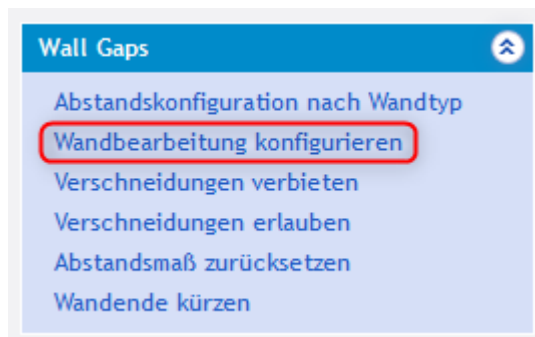 Wall Gaps
Abstandskonfiguration nach Wandtyp
Wandbearbeitung konfigurieren
Verschneidungen verbieten
Verschneidungen erlauben
Abstandsmaß zurücksetzen
Wandende kürzen